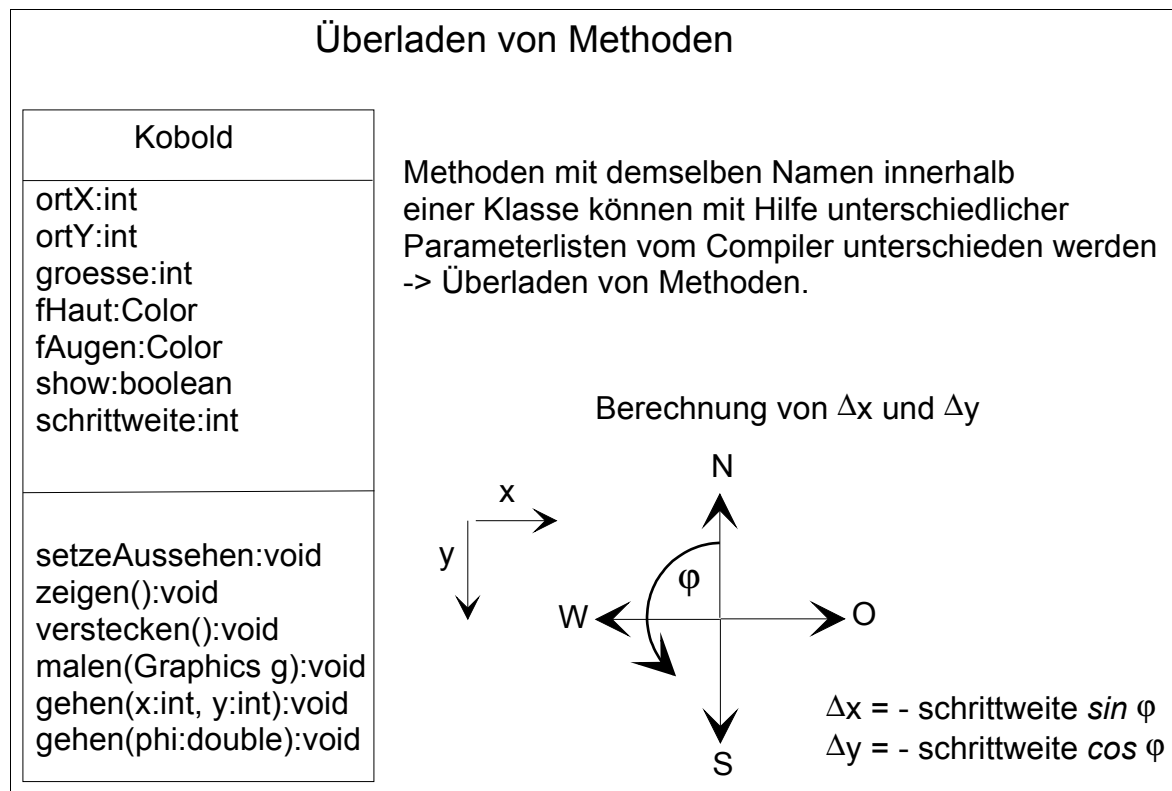 Überladen von Methoden
Kobold
ortX:int
ortY:int
groesse:int
fHaut:Color
fAugen:Color
show:boolean
schrittweite:int
setzeAussehen:void
zeigen():void
verstecken():void
malen(Graphics g):void
gehen(x:int, y:int):void
gehen(phi:double):void
Methoden mit demselben Namen innerhalb
einer Klasse können mit Hilfe unterschiedlicher
Parameterlisten vom Compiler unterschieden werden
-> Überladen von Methoden.
Berechnung von Δx und Δy
x
y
N
φ
W
O
S
Δx = - schrittweite sin φ
Δy = - schrittweite cos φ